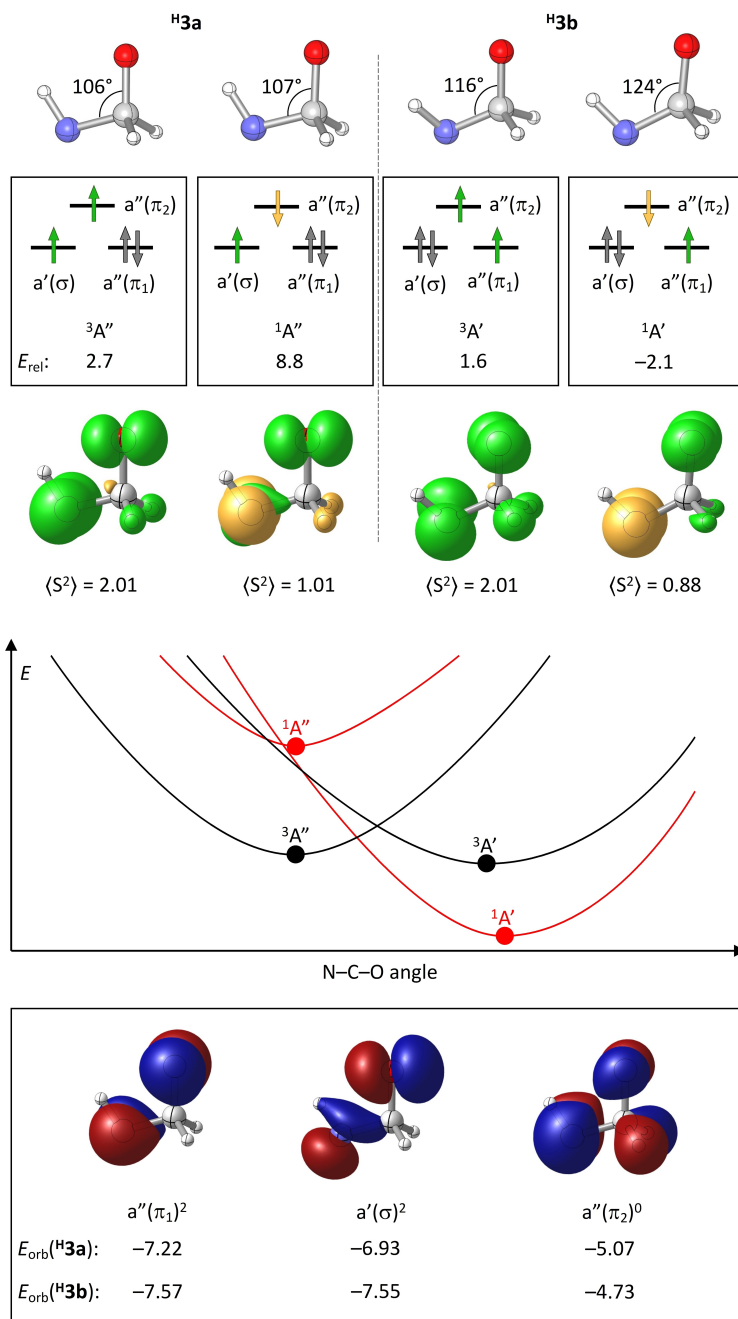 ᴴ3a ᴴ3b
106° 107° 116° 124°
a″(π₂) a″(π₂) a″(π₂) a″(π₂)
a′(σ) a″(π₁) a′(σ) a″(π₁) a′(σ) a″(π₁) a′(σ) a″(π₁)
³A″ ¹A″ ³A′ ¹A′
E_rel: 2.7 8.8 1.6 –2.1
⟨S²⟩ = 2.01 ⟨S²⟩ = 1.01 ⟨S²⟩ = 2.01 ⟨S²⟩ = 0.88
E
¹A″
³A″ ³A′
¹A′
N–C–O angle
a″(π₁)² a′(σ)² a″(π₂)⁰
E_orb(ᴴ3a): –7.22 –6.93 –5.07
E_orb(ᴴ3b): –7.57 –7.55 –4.73